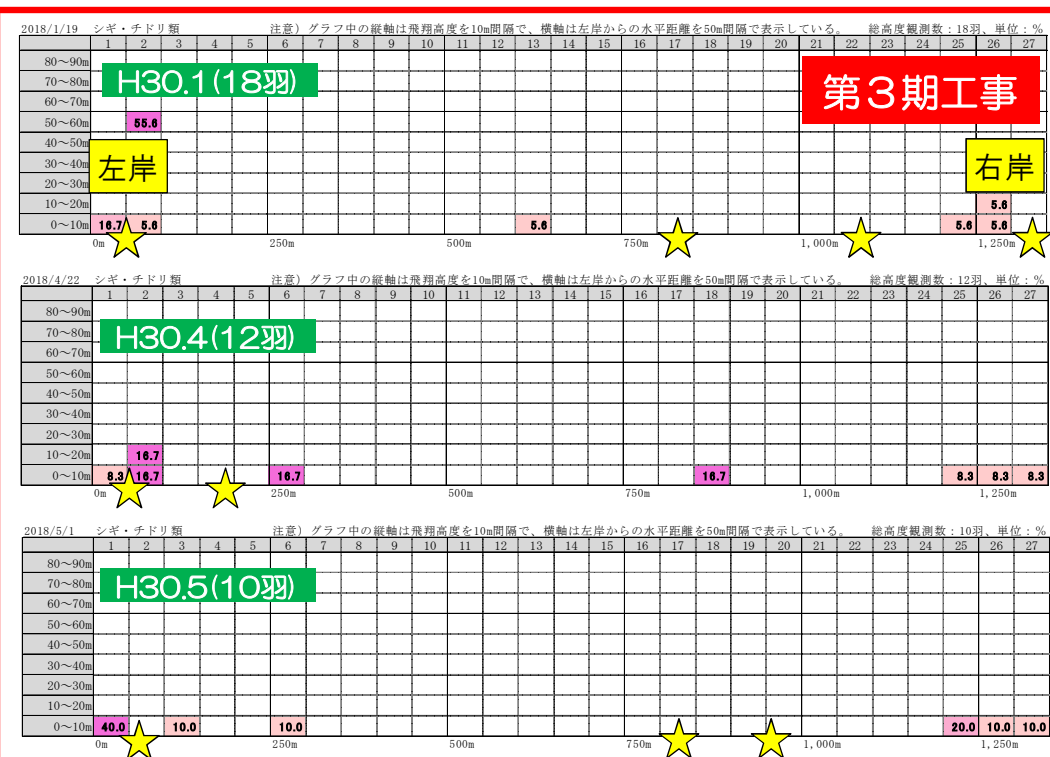 2018/1/19 シギ・チドリ類 注意）グラフ中の縦軸は飛翔高度を10m間隔で、横軸は左岸からの水平距離を50m間隔で表示している。 総高度観測数：18羽、単位：%
1 2 3 4 5 6 7 8 9 10 11 12 13 14 15 16 17 18 19 20 21 22 23 24 25 26 27
80～90m
70～80m
H30.1(18羽)
第３期工事
60～70m
50～60m 55.6
40～50m
30～40m
左岸
右岸
20～30m
10～20m 5.6
0～10m 16.7 5.6 5.6 5.6 5.6
0m 250m 500m 750m 1,000m 1,250m
2018/4/22 シギ・チドリ類 注意）グラフ中の縦軸は飛翔高度を10m間隔で、横軸は左岸からの水平距離を50m間隔で表示している。 総高度観測数：12羽、単位：%
1 2 3 4 5 6 7 8 9 10 11 12 13 14 15 16 17 18 19 20 21 22 23 24 25 26 27
80～90m
70～80m
H30.4(12羽)
60～70m
50～60m
40～50m
30～40m
20～30m
10～20m 16.7
0～10m 8.3 16.7 16.7 16.7 8.3 8.3 8.3
0m 250m 500m 750m 1,000m 1,250m
2018/5/1 シギ・チドリ類 注意）グラフ中の縦軸は飛翔高度を10m間隔で、横軸は左岸からの水平距離を50m間隔で表示している。 総高度観測数：10羽、単位：%
1 2 3 4 5 6 7 8 9 10 11 12 13 14 15 16 17 18 19 20 21 22 23 24 25 26 27
80～90m
70～80m
H30.5(10羽)
60～70m
50～60m
40～50m
30～40m
20～30m
10～20m
0～10m 40.0 10.0 10.0 20.0 10.0 10.0
0m 250m 500m 750m 1,000m 1,250m